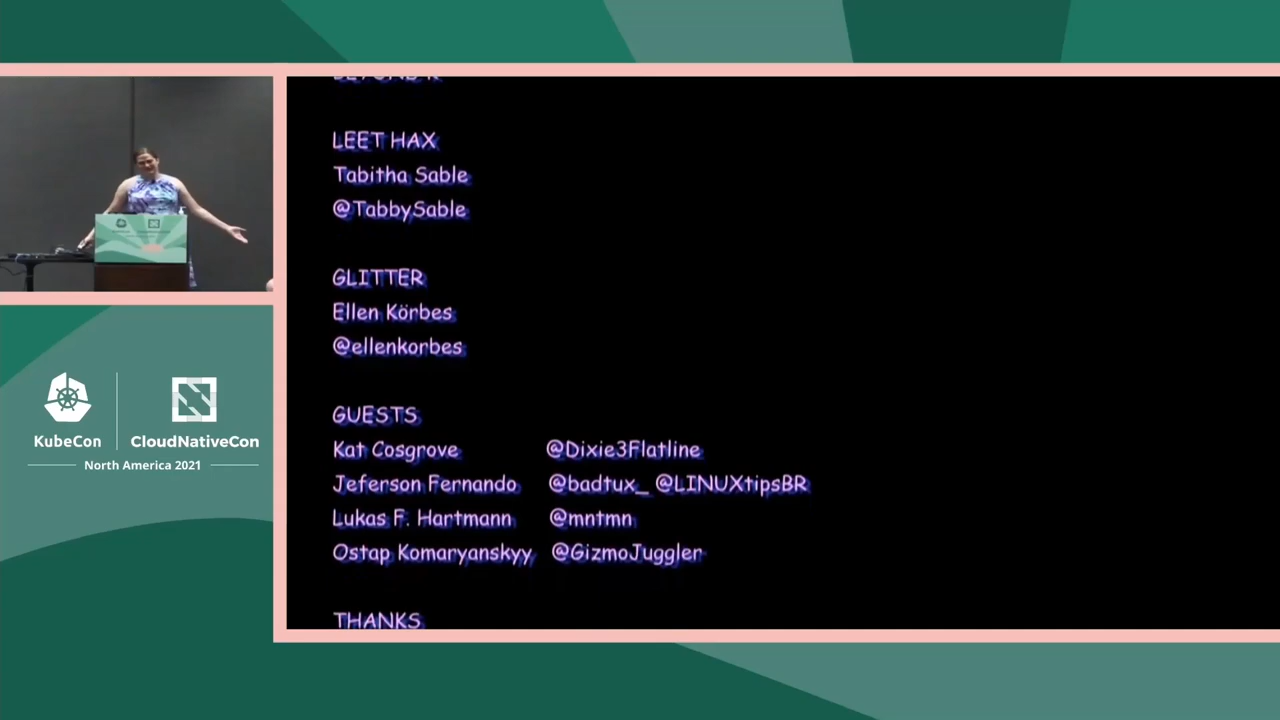 LEET HAX
Tabitha Sable
@TabbySable
GLITTER
Ellen Körbes
@ellenkorbes
GUESTS
Kat Cosgrove @Dixie3Flatline
Jeferson Fernando @badtux_ @LINUXtipsBR
Lukas F. Hartmann @mntmn
Ostap Komaryanskyy @GizmoJuggler
THANKS
KubeCon CloudNativeCon
North America 2021